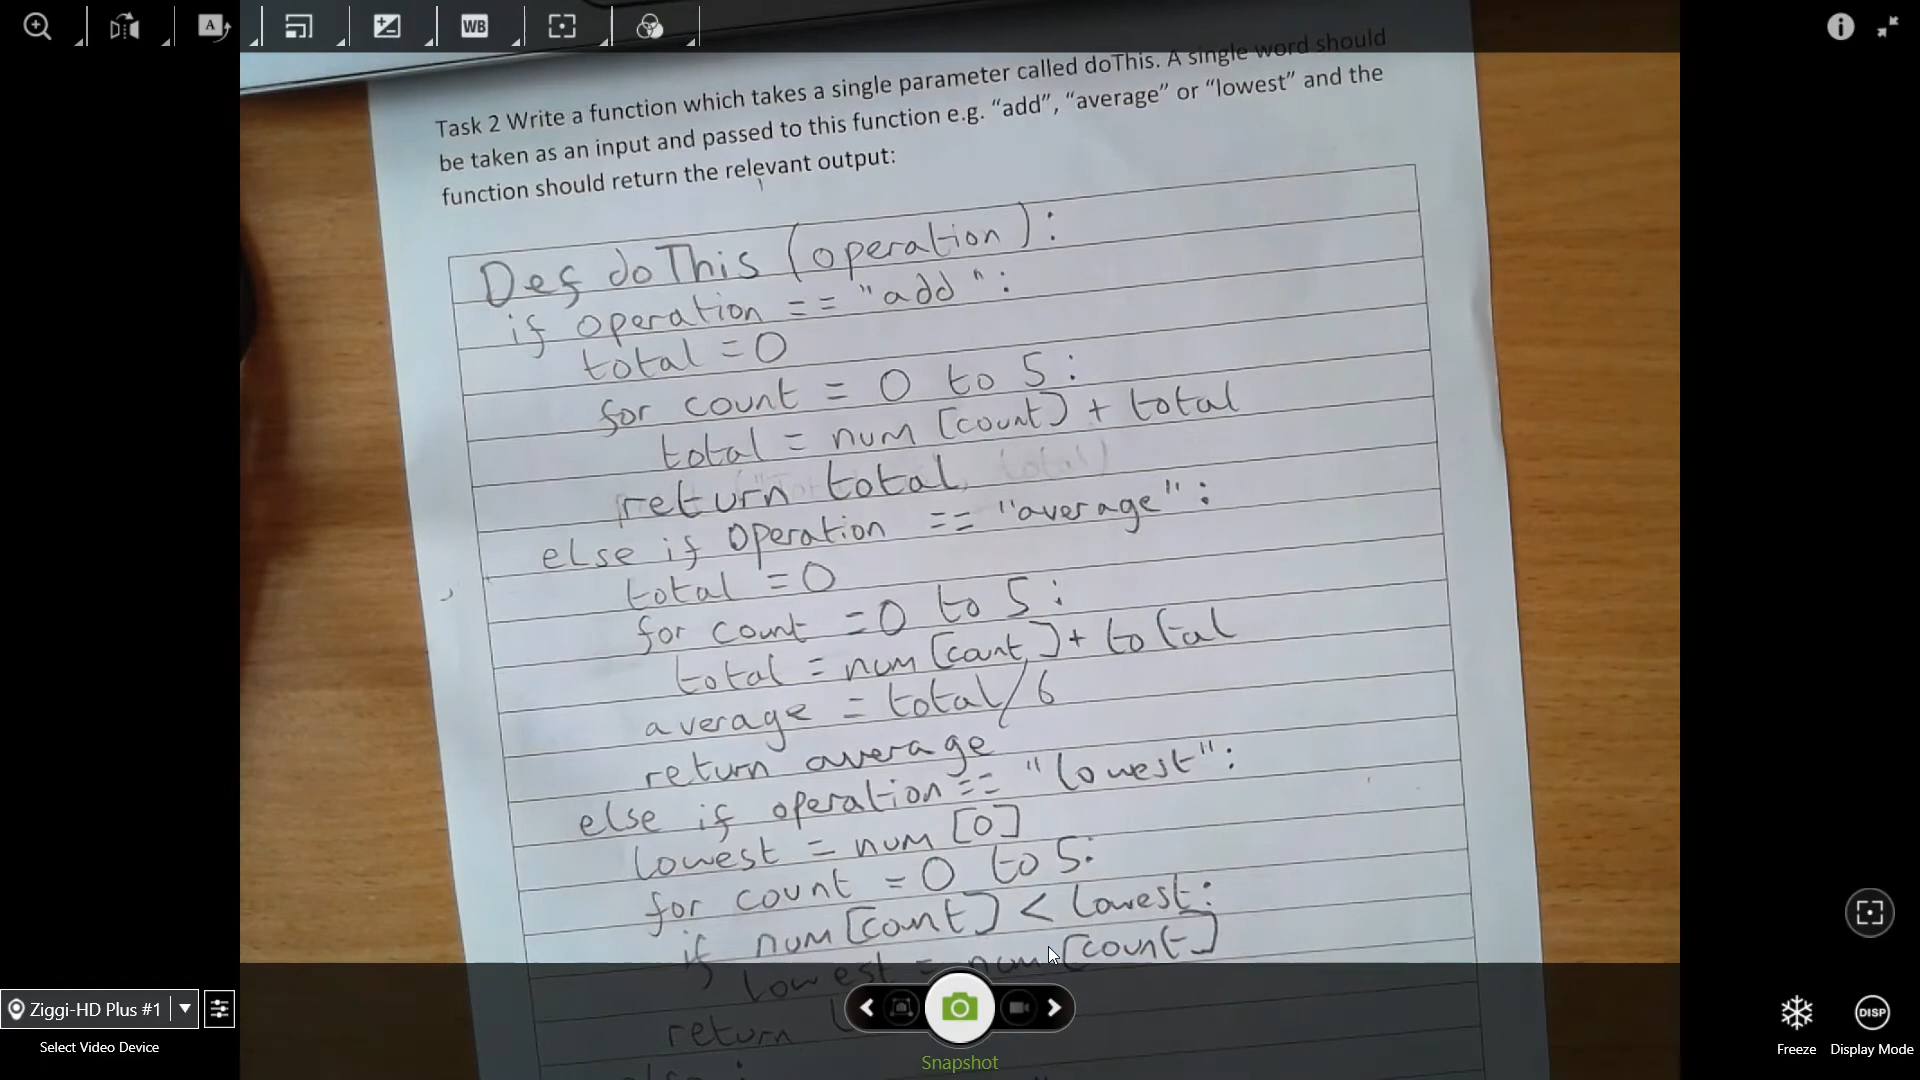 A
WB
Task 2 Write a function which takes a single parameter called doThis. A single word should
be taken as an input and passed to this function e.g. “add”, “average” or “lowest” and the
function should return the relevant output:
Def doThis (operation):
if operation == "add":
total = 0
for count = 0 to 5:
total = num [count] + total
return total
else if operation == "average":
total = 0
for count = 0 to 5:
total = num [count] + total
average = total/6
return average
else if operation == "lowest":
lowest = num [0]
for count = 0 to 5:
if num [count] < lowest:
lowest = num [count]
return
Ziggi-HD Plus #1
Select Video Device
Snapshot
Freeze
DISP
Display Mode